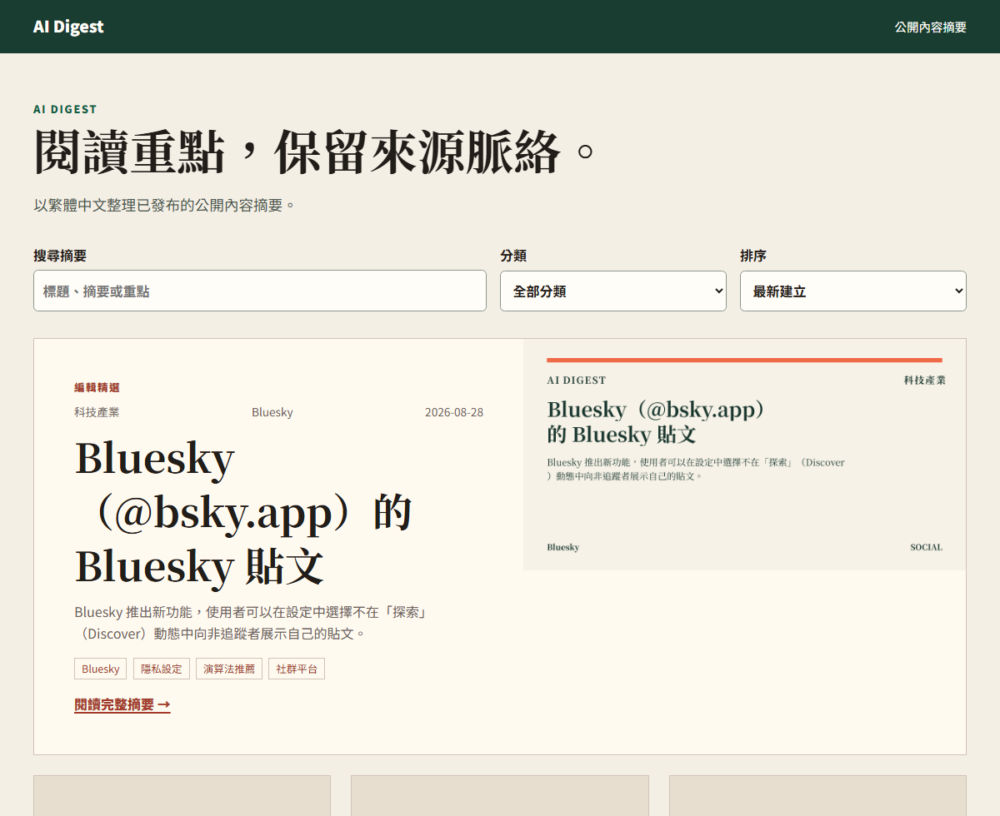 AI Digest
公開內容摘要
AI DIGEST
閱讀重點，保留來源脈絡。
以繁體中文整理已發布的公開內容摘要。
搜尋摘要
分類
排序
標題、摘要或重點
全部分類
最新建立
編輯精選
科技產業
Bluesky
2026-08-28
Bluesky
（@bsky.app）的
Bluesky 貼文
Bluesky 推出新功能，使用者可以在設定中選擇不在「探索」
（Discover）動態中向非追蹤者展示自己的貼文。
Bluesky
隱私設定
演算法推薦
社群平台
閱讀完整摘要 →
AI DIGEST
科技產業
Bluesky（@bsky.app）
的 Bluesky 貼文
Bluesky 推出新功能，使用者可以在設定中選擇不在「探索」（Discover
）動態中向非追蹤者展示自己的貼文。
Bluesky
SOCIAL